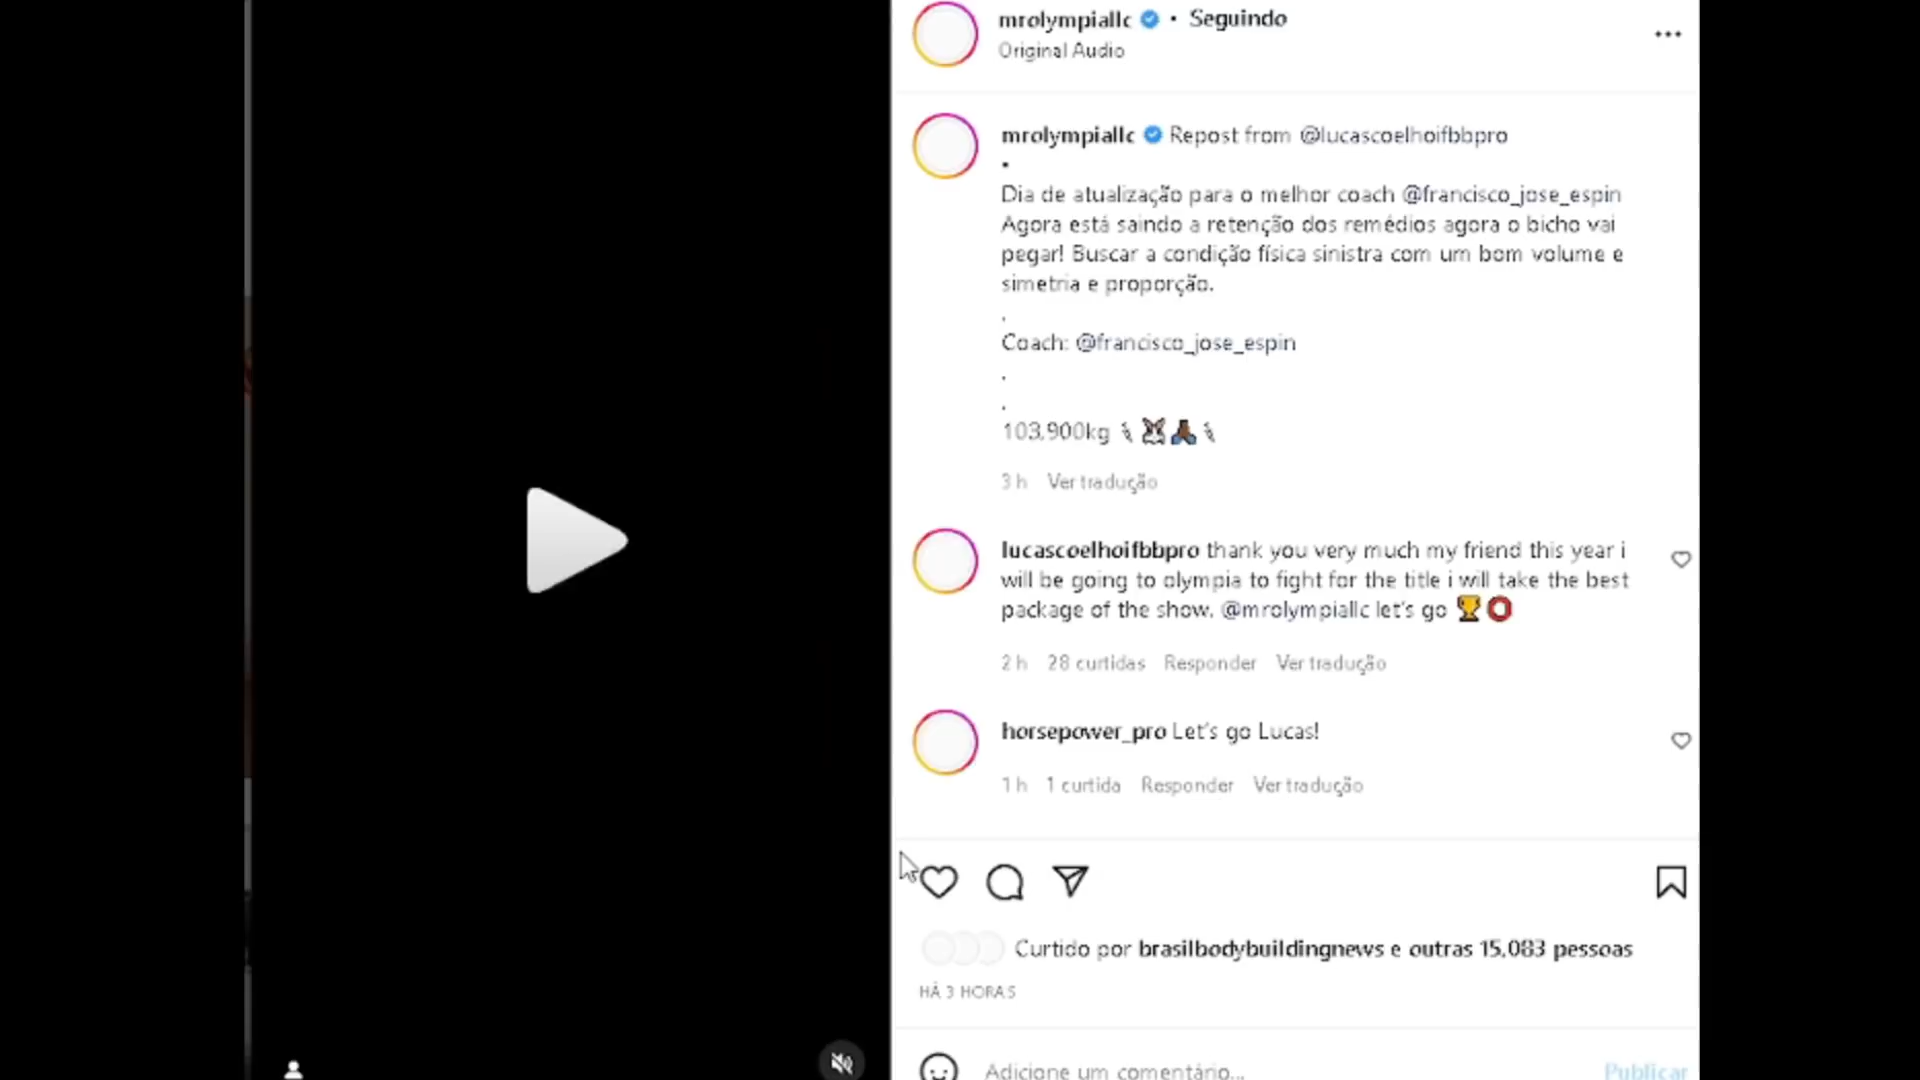 mrolympiallc • Seguindo
Original Audio
mrolympiallc Repost from @lucascoelhoifbbpro
•
Dia de atualização para o melhor coach @francisco_jose_espin
Agora está saindo a retenção dos remédios agora o bicho vai
pegar! Buscar a condição física sinistra com um bom volume e
simetria e proporção.
.
Coach: @francisco_jose_espin
.
.
103,900kg
3 h Ver tradução
lucascoelhoifbbpro thank you very much my friend this year i
will be going to olympia to fight for the title i will take the best
package of the show. @mrolympiallc let's go 🏆⭕
2 h 28 curtidas Responder Ver tradução
horsepower_pro Let's go Lucas!
1 h 1 curtida Responder Ver tradução
Curtido por brasilbodybuildingnews e outras 15.083 pessoas
HÁ 3 HORAS
Adicione um comentário...
Publicar